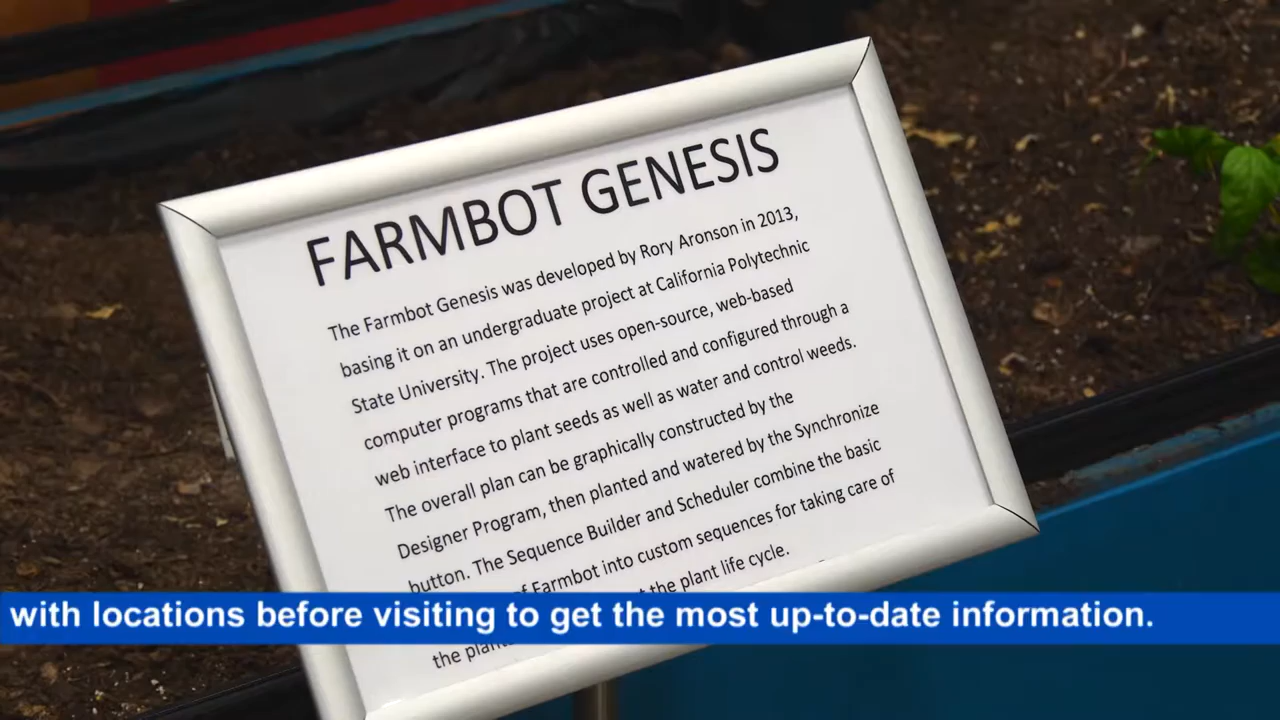 FARMBOT GENESIS
The Farmbot Genesis was developed by Rory Aronson in 2013,
basing it on an undergraduate project at California Polytechnic
State University. The project uses open-source, web-based
computer programs that are controlled and configured through a
web interface to plant seeds as well as water and control weeds.
The overall plan can be graphically constructed by the
Designer Program, then planted and watered by the Synchronize
button. The Sequence Builder and Scheduler combine the basic
of Farmbot into custom sequences for taking care of
the plant life cycle.
with locations before visiting to get the most up-to-date information.
the plants